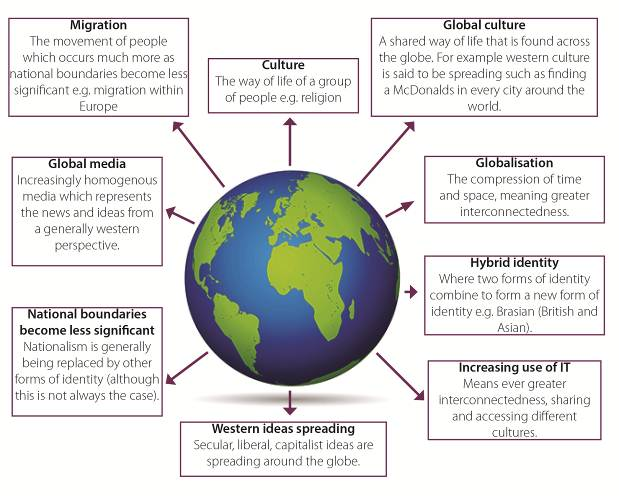 Migration
The movement of people
which occurs much more as
national boundaries become less
significant e.g. migration within
Europe
Culture
The way of life of a group
of people e.g. religion
Global culture
A shared way of life that is found across
the globe. For example western culture
is said to be spreading such as finding
a McDonalds in every city around the
world.
Global media
Increasingly homogenous
media which represents
the news and ideas from
a generally western
perspective.
Globalisation
The compression of time
and space, meaning greater
interconnectedness.
Hybrid identity
Where two forms of identity
combine to form a new form of
identity e.g. Brasian (British and
Asian).
National boundaries
become less significant
Nationalism is generally
being replaced by other
forms of identity (although
this is not always the case).
Increasing use of IT
Means ever greater
interconnectedness, sharing
and accessing different
cultures.
Western ideas spreading
Secular, liberal, capitalist ideas are
spreading around the globe.